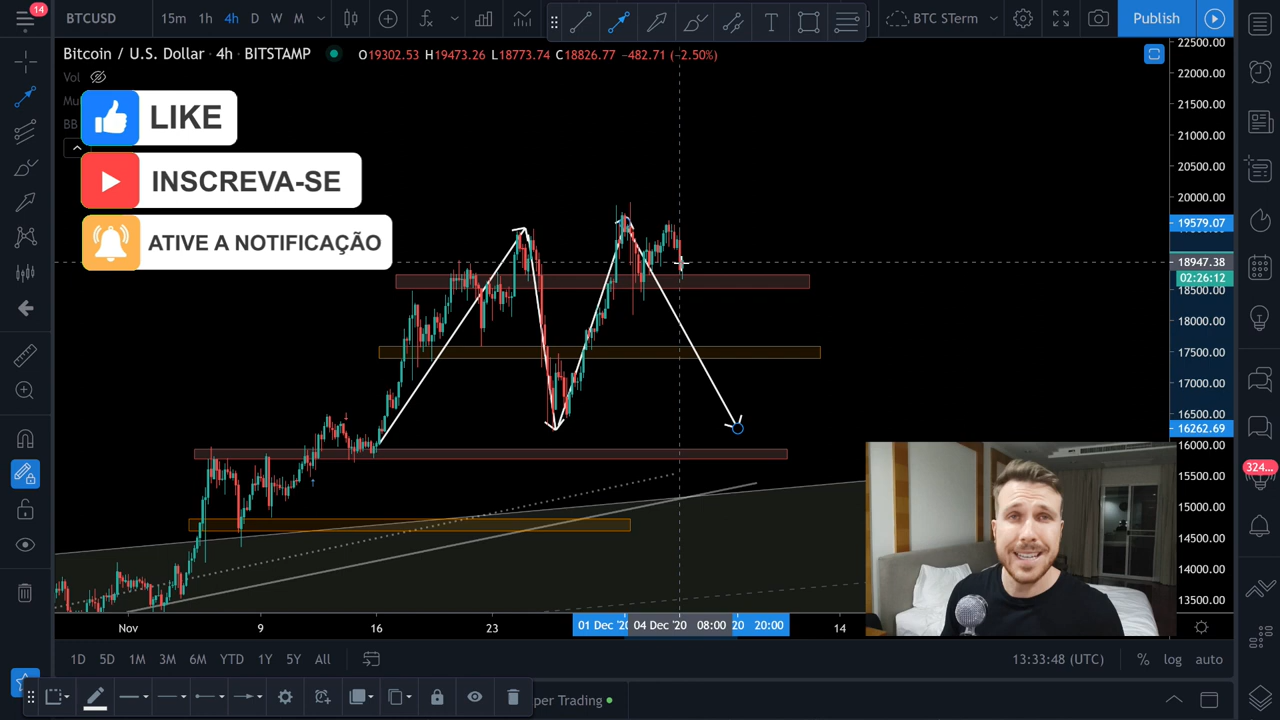 14
BTCUSD
15m 1h 4h D W M
BTC STerm
Publish
Bitcoin / U.S. Dollar · 4h · BITSTAMP
O19302.53 H19473.26 L18773.74 C18826.77 −482.71 (−2.50%)
Vol
BB
LIKE
INSCREVA-SE
ATIVE A NOTIFICAÇÃO
22500.00
22000.00
21500.00
21000.00
20500.00
20000.00
19579.07
18947.38
02:26:12
18500.00
18000.00
17500.00
17000.00
16500.00
16262.69
16000.00
15500.00
15000.00
14500.00
14000.00
13500.00
324...
Nov 9 16 23 01 Dec '20 04 Dec '20 08:00 20 20:00 14
1D 5D 1M 3M 6M YTD 1Y 5Y All
13:33:48 (UTC) % log auto
per Trading